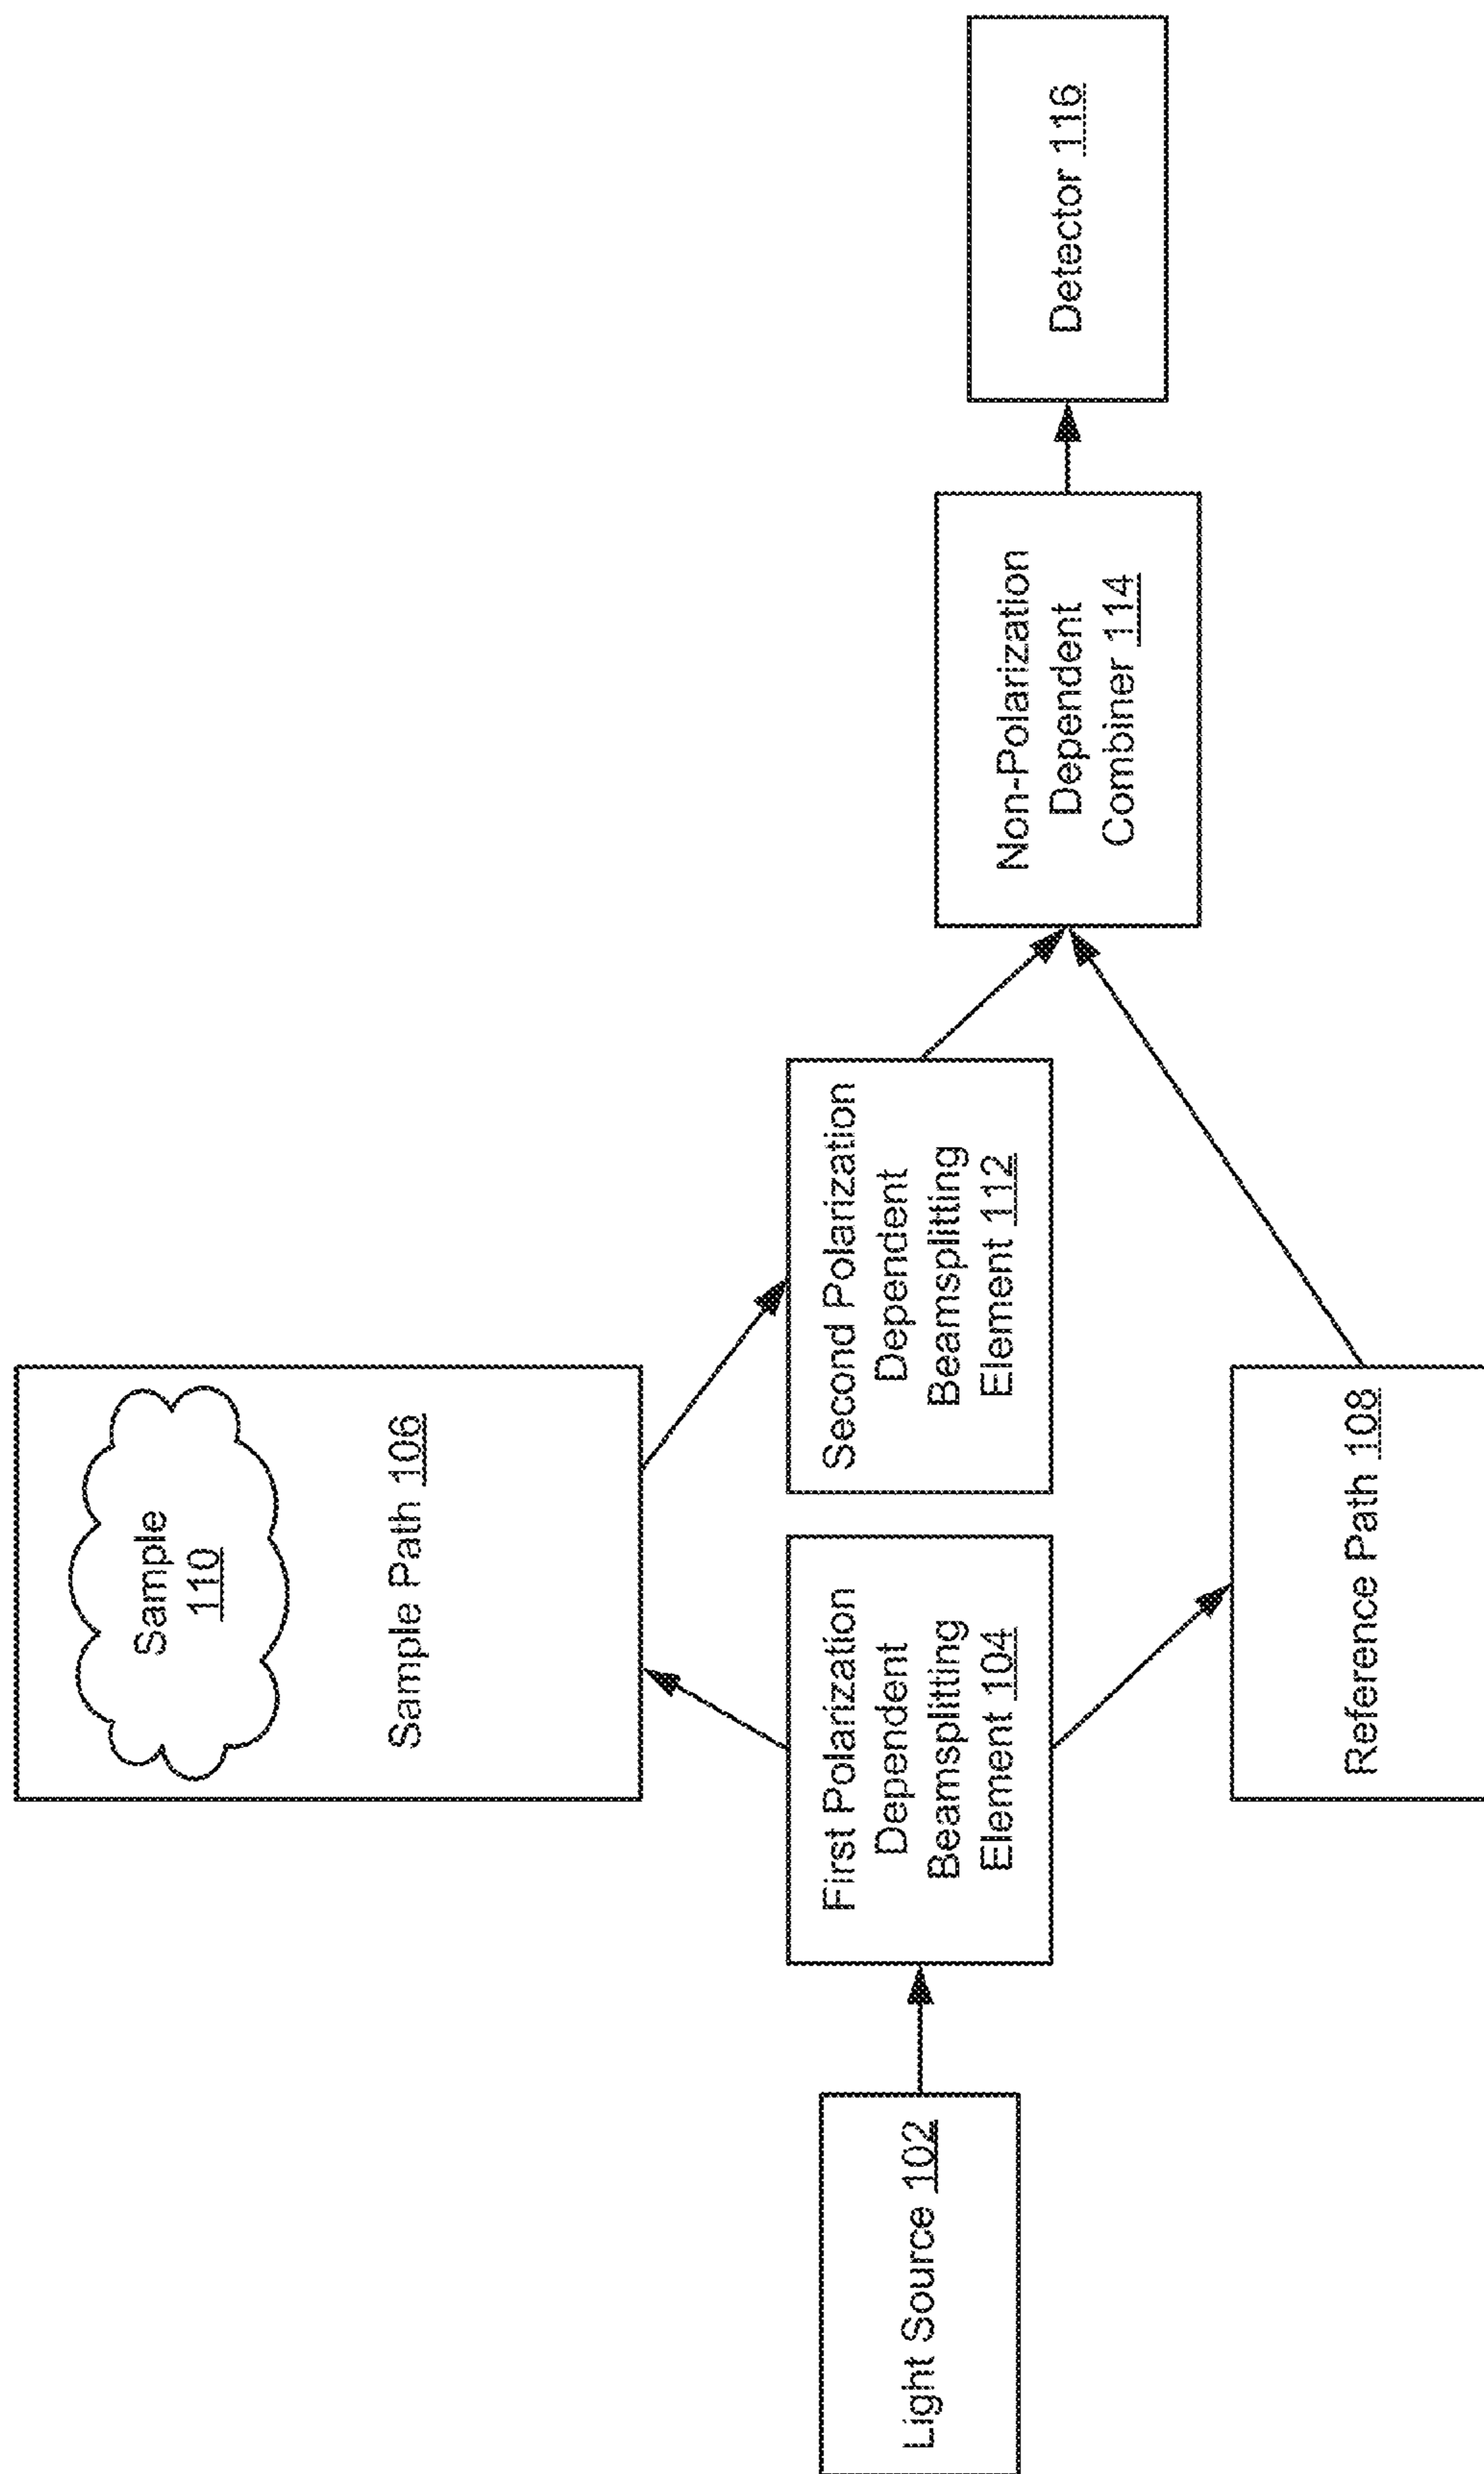 Sample
110
Sample Path 106
Light Source 102
First Polarization
Dependent
Beamsplitting
Element 104
Second Polarization
Dependent
Beamsplitting
Element 112
Reference Path 108
Non-Polarization
Dependent
Combiner 114
Detector 116